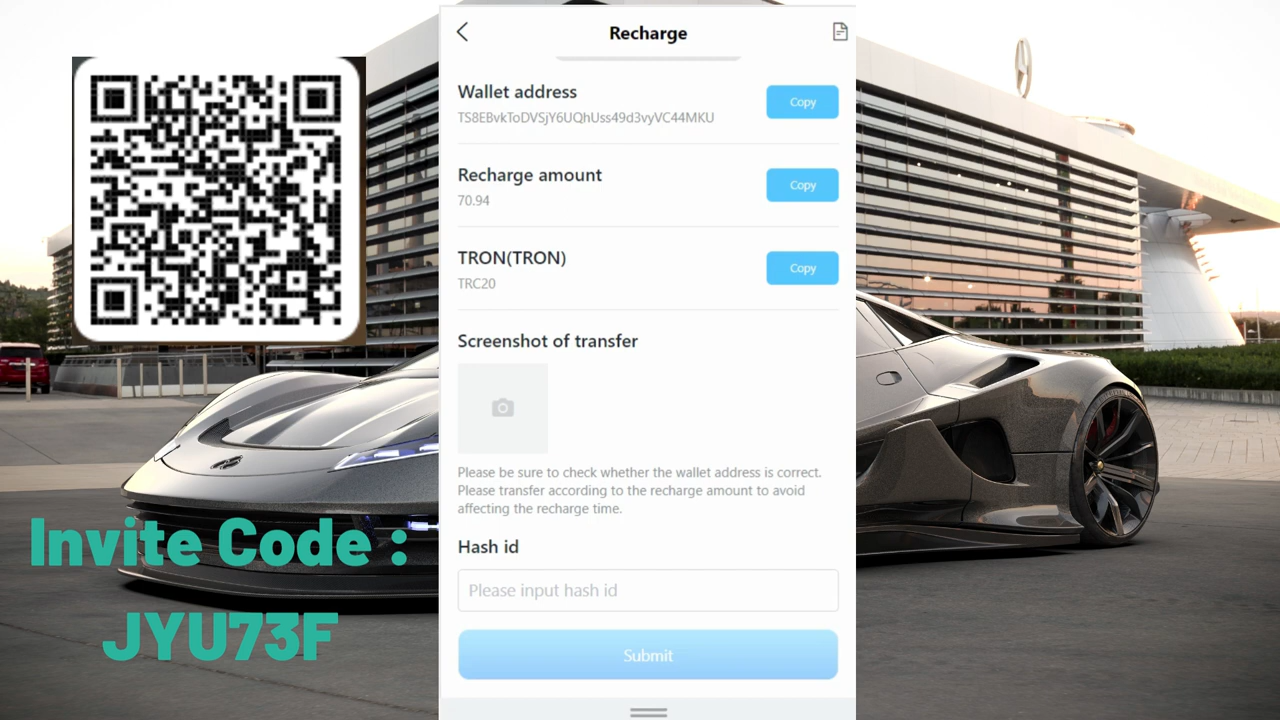 Recharge
Wallet address
Copy
TS8EBvkToDVSjY6UQhUss49d3vyVC44MKU
Recharge amount
Copy
70.94
TRON(TRON)
Copy
TRC20
Screenshot of transfer
Please be sure to check whether the wallet address is correct.
Please transfer according to the recharge amount to avoid
affecting the recharge time.
Hash id
Please input hash id
Submit
Invite Code :
JYU73F